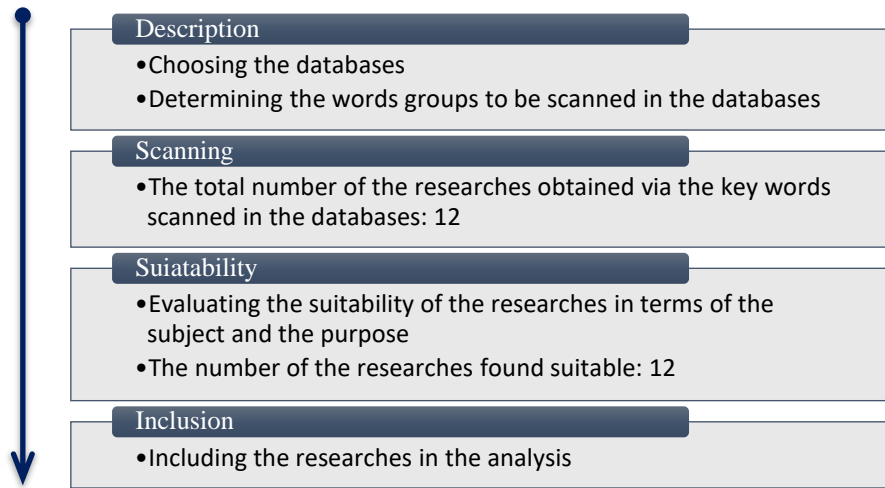 Description
•Choosing the databases
•Determining the words groups to be scanned in the databases
Scanning
•The total number of the researches obtained via the key words
scanned in the databases: 12
Suiatability
•Evaluating the suitability of the researches in terms of the
subject and the purpose
•The number of the researches found suitable: 12
Inclusion
•Including the researches in the analysis